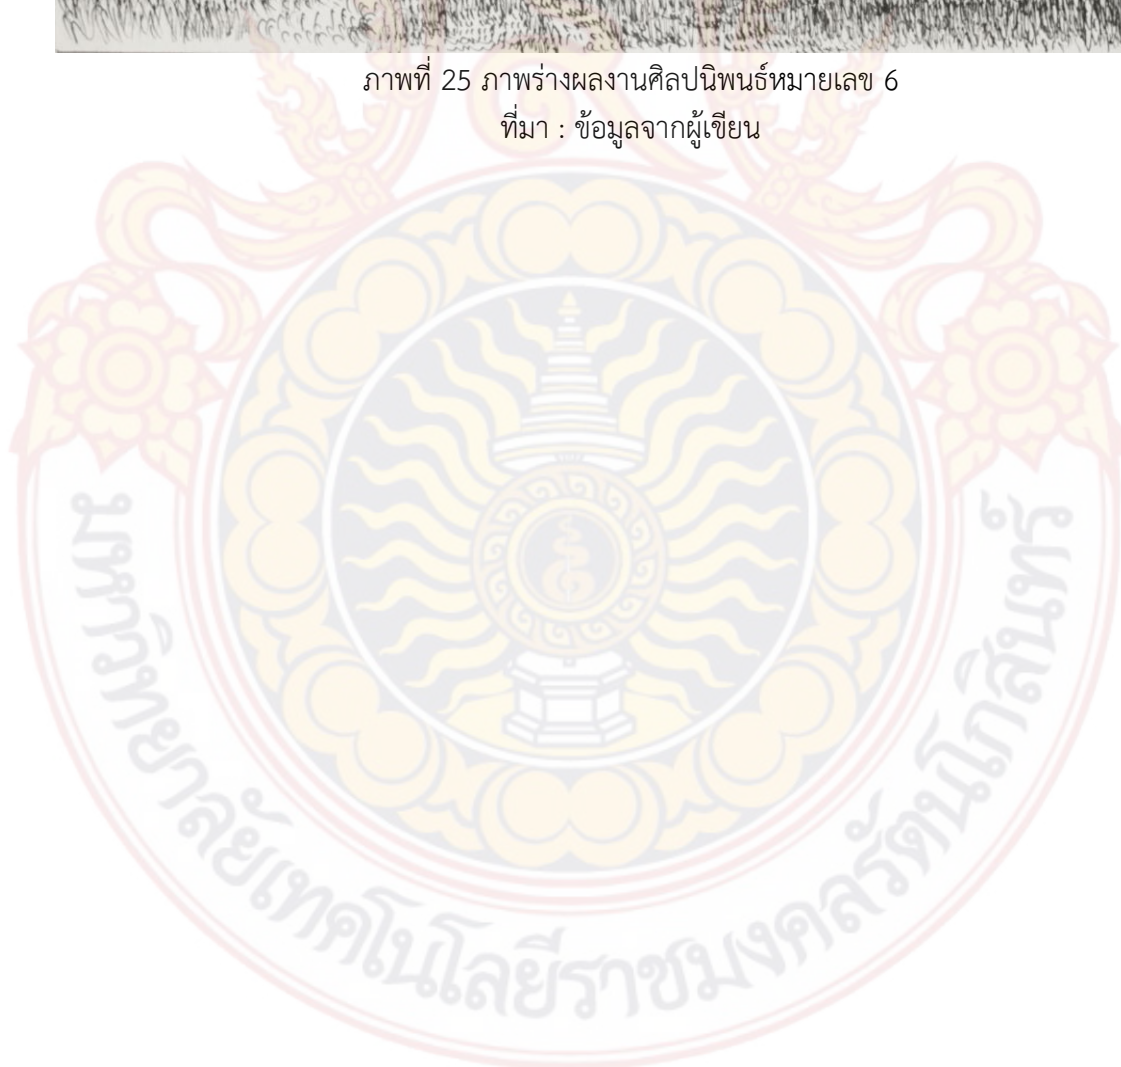 ภาพที่ 25 ภาพร่างผลงานศิลปนิพนธ์หมายเลข 6
ที่มา : ข้อมูลจากผู้เขียน
มหาวิทยาลัยเทคโนโลยีราชมงคลรัตนโกสินทร์